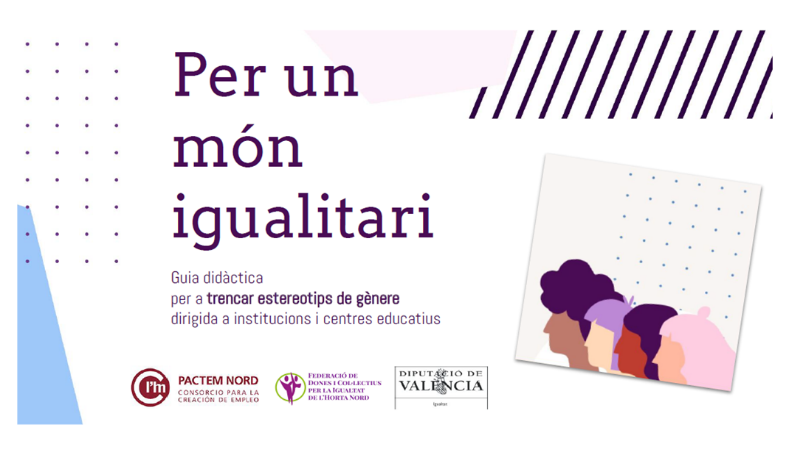 Per un
món
igualitari
Guia didàctica
per a trencar estereotips de gènere
dirigida a institucions i centres educatius
I'm
PACTEM NORD
CONSORCIO PARA LA
CREACIÓN DE EMPLEO
FEDERACIÓ DE
DONES I COL·LECTIUS
PER LA IGUALTAT
DE L'HORTA NORD
DIPUTACIÓ DE
VALÈNCIA
Igualtat